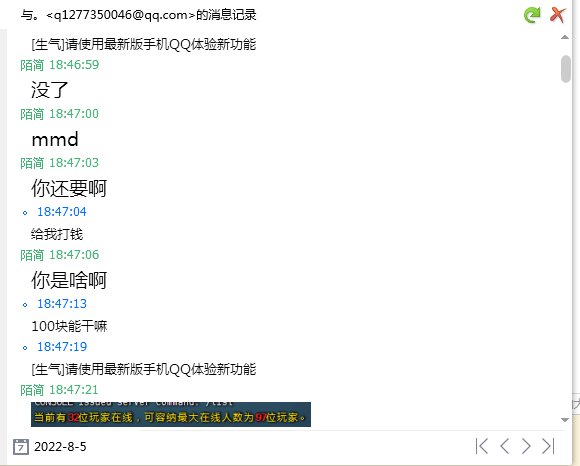 与。<q1277350046@qq.com>的消息记录
[生气]请使用最新版手机QQ体验新功能
陌简 18:46:59
没了
陌简 18:47:00
mmd
陌简 18:47:03
你还要啊
。 18:47:04
给我打钱
陌简 18:47:06
你是啥啊
。 18:47:13
100块能干嘛
。 18:47:19
[生气]请使用最新版手机QQ体验新功能
陌简 18:47:21
CONSOLE issued server command: /list
当前有32位玩家在线，可容纳最大在线人数为97位玩家。
7 2022-8-5